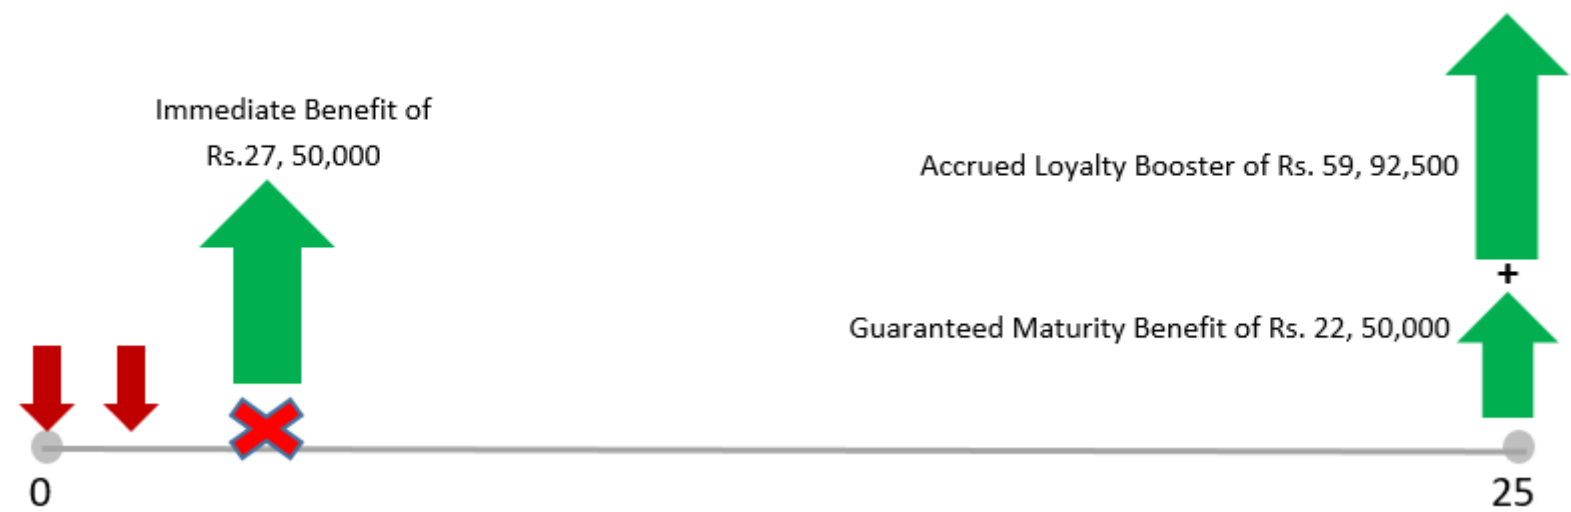 Immediate Benefit of
Rs.27, 50,000
Accrued Loyalty Booster of Rs. 59, 92,500
+
Guaranteed Maturity Benefit of Rs. 22, 50,000
0
25